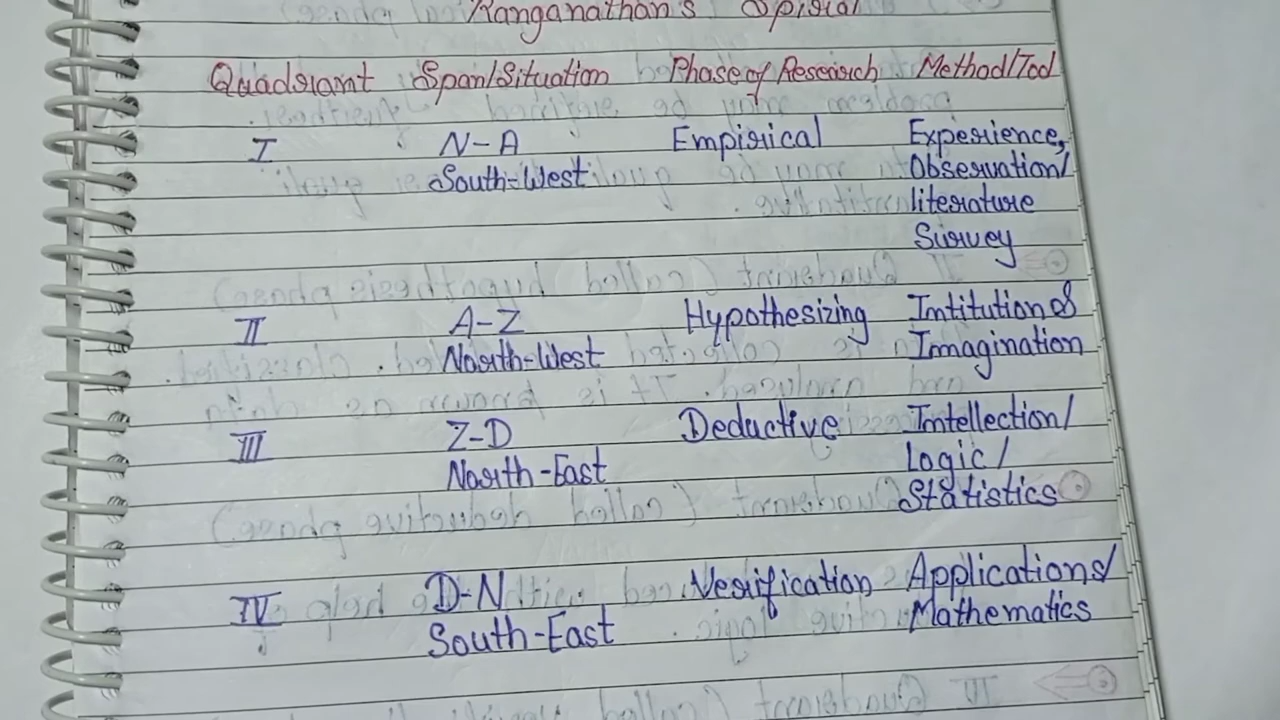 Ranganathan's Spiral
Quadrant Span/Situation Phase of Research Method/Tool
I N-A Empirical Experience,
South-West Observation/
literature
Survey
II A-Z Hypothesizing Intitution &
North-West Imagination
III Z-D Deductive Intellection/
North-East Logic/
Statistics
IV D-N Verification Applications/
South-East Mathematics